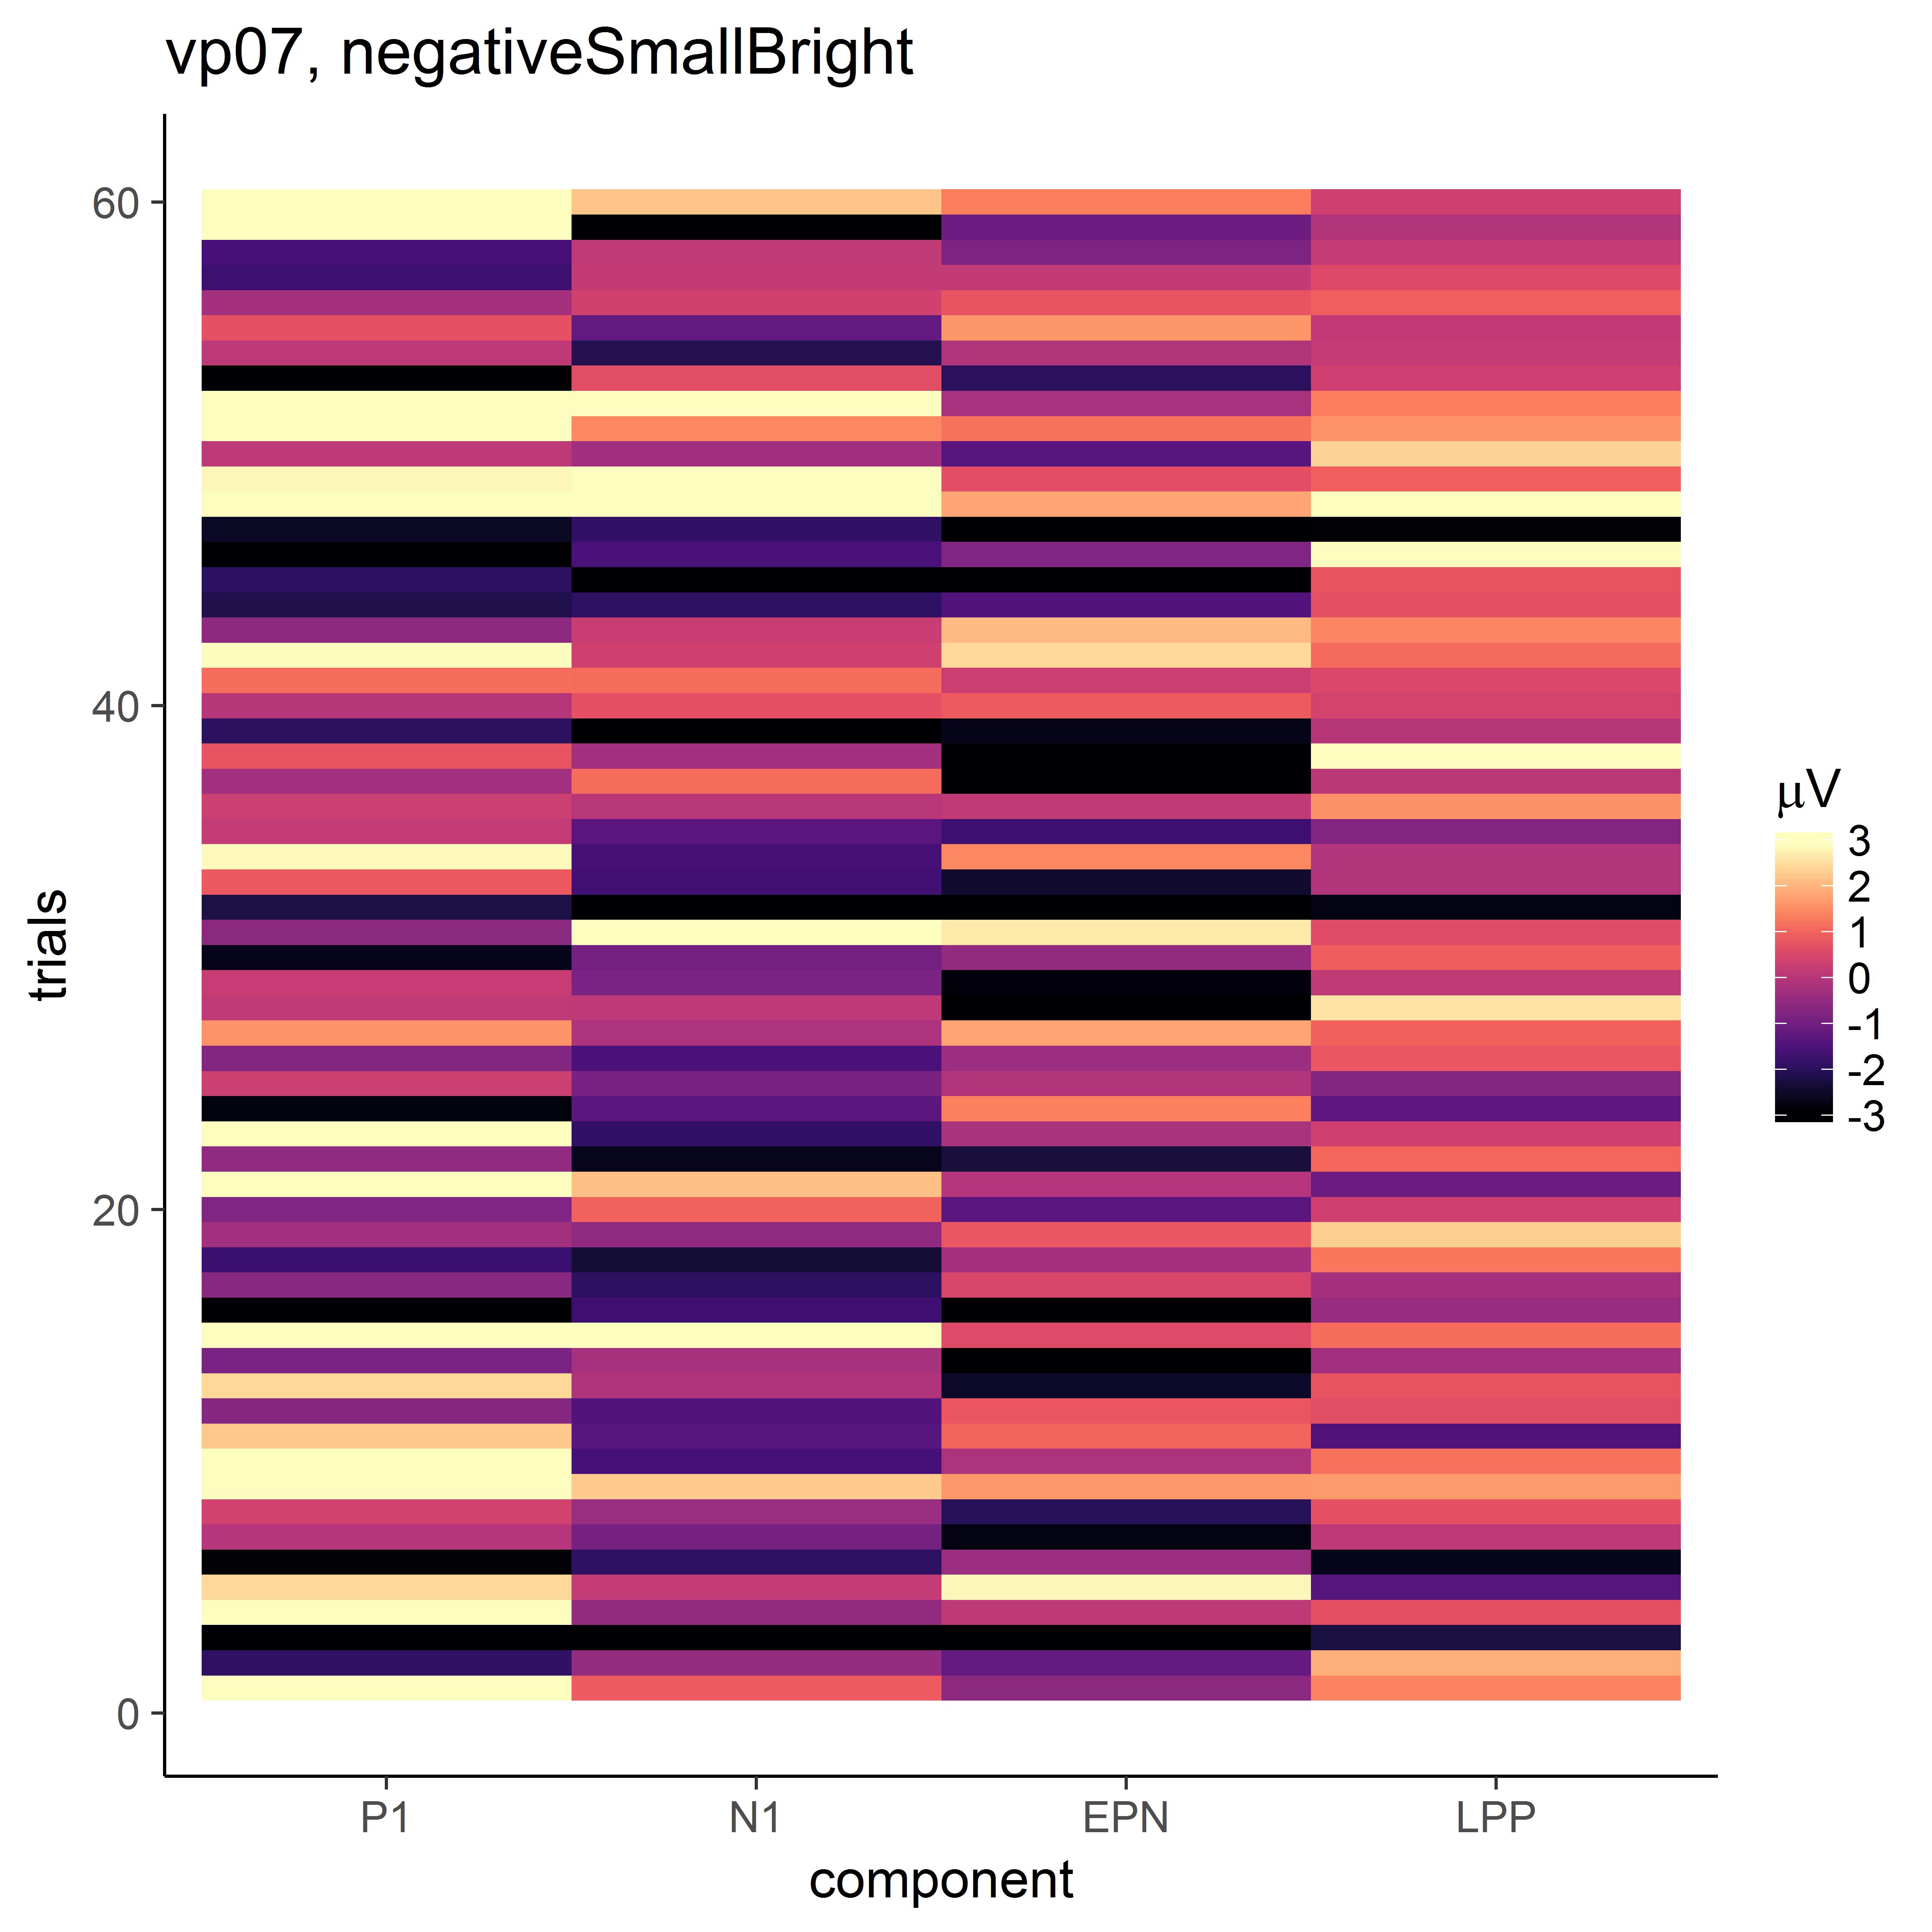 vp07, negativeSmallBright
60
40
20
0
trials
P1 N1 EPN LPP
component
μV
3
2
1
0
-1
-2
-3